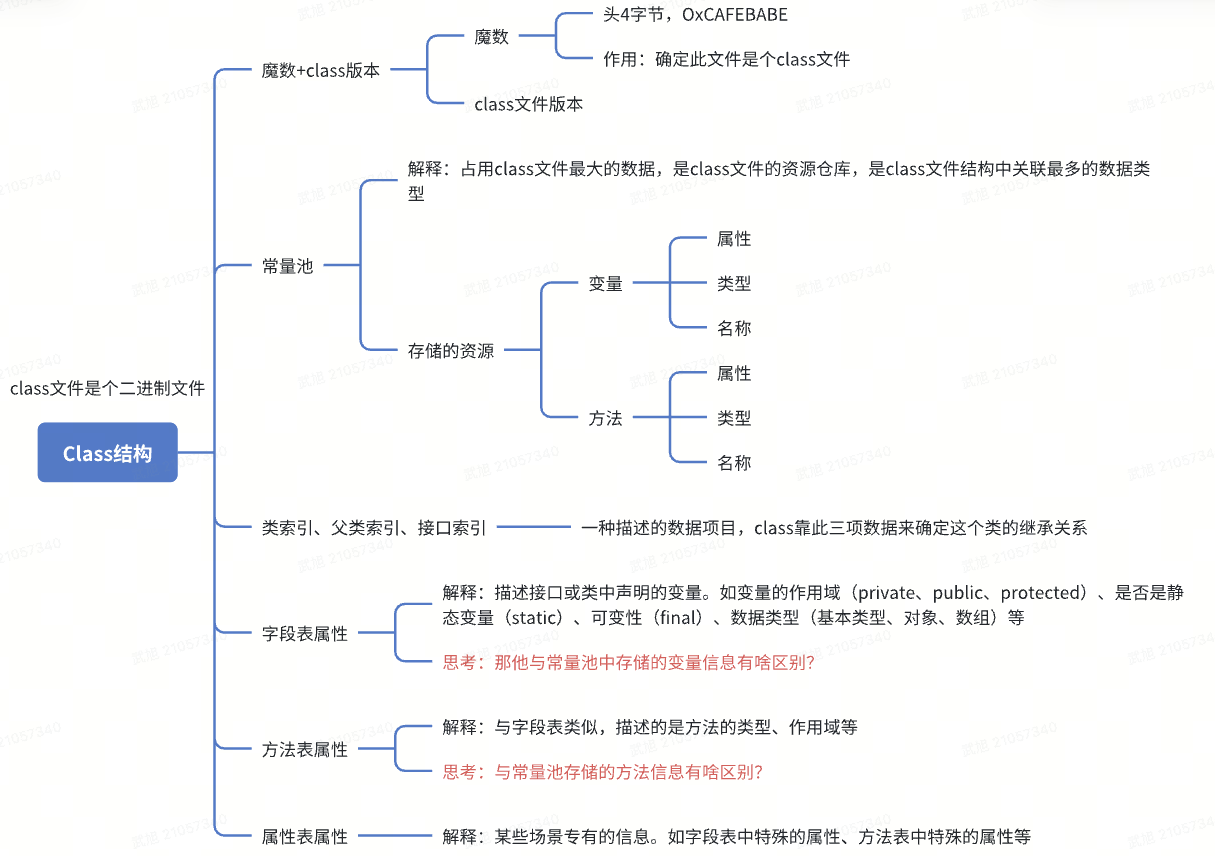 头4字节，OxCAFEBABE
魔数
作用：确定此文件是个class文件
魔数+class版本
class文件版本
解释：占用class文件最大的数据，是class文件的资源仓库，是class文件结构中关联最多的数据类
型
常量池
属性
变量
类型
名称
存储的资源
属性
方法
类型
名称
class文件是个二进制文件
Class结构
类索引、父类索引、接口索引
一种描述的数据项目，class靠此三项数据来确定这个类的继承关系
解释：描述接口或类中声明的变量。如变量的作用域（private、public、protected）、是否是静
态变量（static）、可变性（final）、数据类型（基本类型、对象、数组）等
字段表属性
思考：那他与常量池中存储的变量信息有啥区别？
解释：与字段表类似，描述的是方法的类型、作用域等
方法表属性
思考：与常量池存储的方法信息有啥区别？
属性表属性
解释：某些场景专有的信息。如字段表中特殊的属性、方法表中特殊的属性等
武旭 21057340